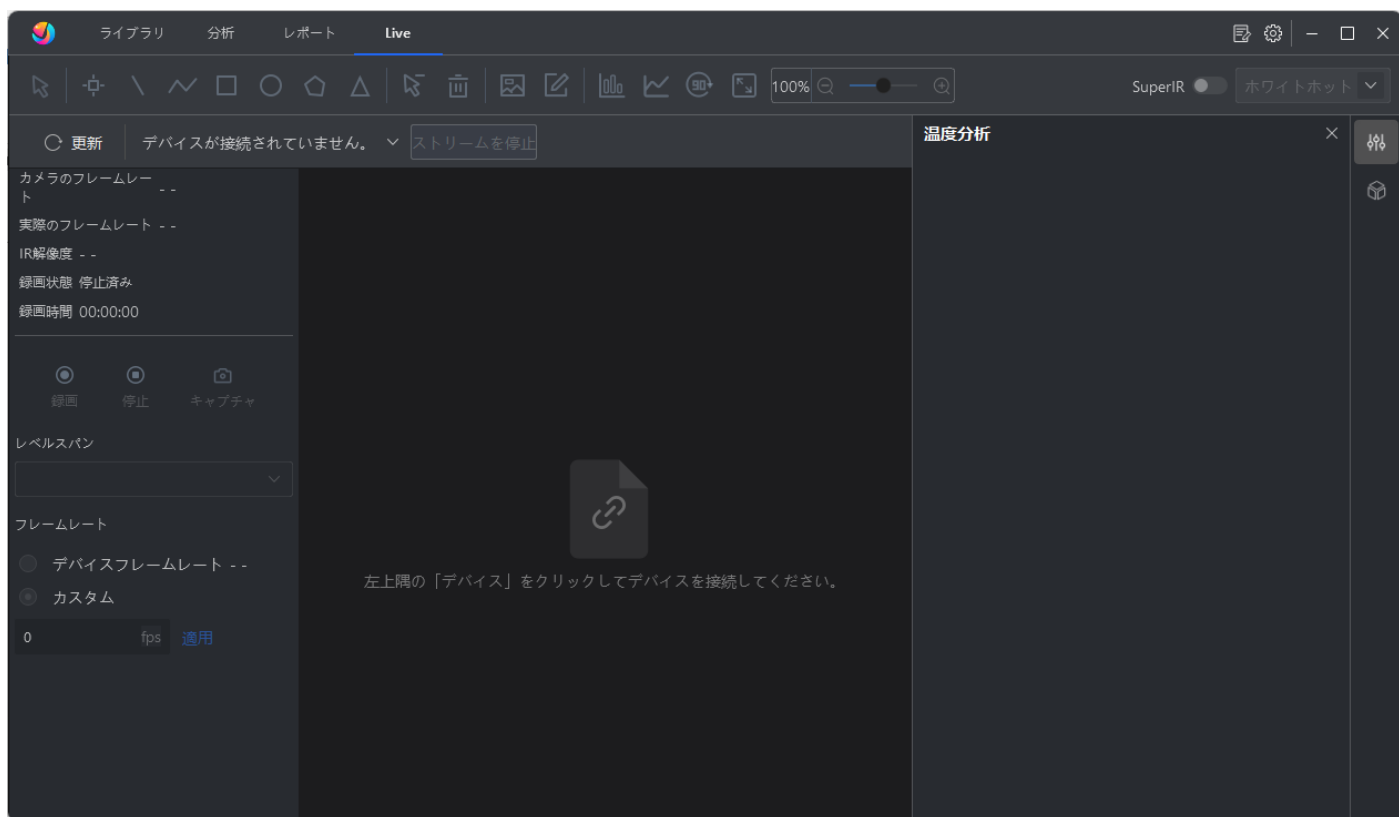 ライブラリ 分析 レポート Live
90 100% SuperIR ホワイトホット
更新 デバイスが接続されていません。 ストリームを停止 温度分析
カメラのフレームレー
ト - -
実際のフレームレート - -
IR解像度 - -
録画状態 停止済み
録画時間 00:00:00
録画 停止 キャプチャ
レベルスパン
フレームレート
デバイスフレームレート - -
カスタム
0 fps 適用
左上隅の「デバイス」をクリックしてデバイスを接続してください。